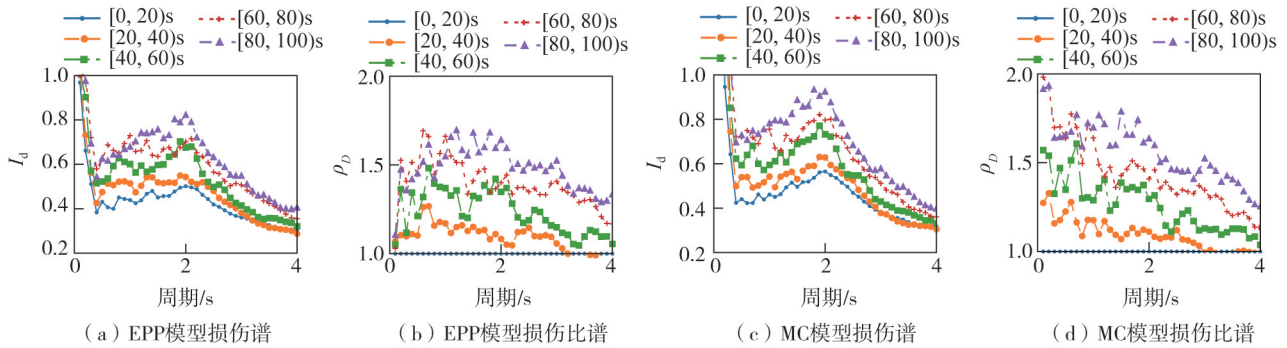 [0, 20)s
[20, 40)s
[40, 60)s
[60, 80)s
[80, 100)s
1.0
0.8
0.6
0.4
0.2
I_d
0
2
4
周期/s
(a)EPP模型损伤谱
[0, 20)s
[20, 40)s
[40, 60)s
[60, 80)s
[80, 100)s
2.0
1.5
1.0
ρ_D
0
2
4
周期/s
(b)EPP模型损伤比谱
[0, 20)s
[20, 40)s
[40, 60)s
[60, 80)s
[80, 100)s
1.0
0.8
0.6
0.4
0.2
I_d
0
2
4
周期/s
(c)MC模型损伤谱
[0, 20)s
[20, 40)s
[40, 60)s
[60, 80)s
[80, 100)s
2.0
1.5
1.0
ρ_D
0
2
4
周期/s
(d)MC模型损伤比谱